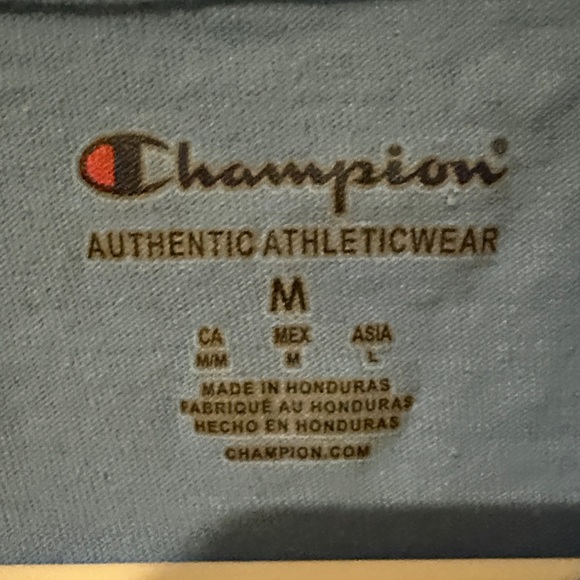 Champion®
AUTHENTIC ATHLETICWEAR
M
CA MEX ASIA
M/M M L
MADE IN HONDURAS
FABRIQUÉ AU HONDURAS
HECHO EN HONDURAS
CHAMPION.COM